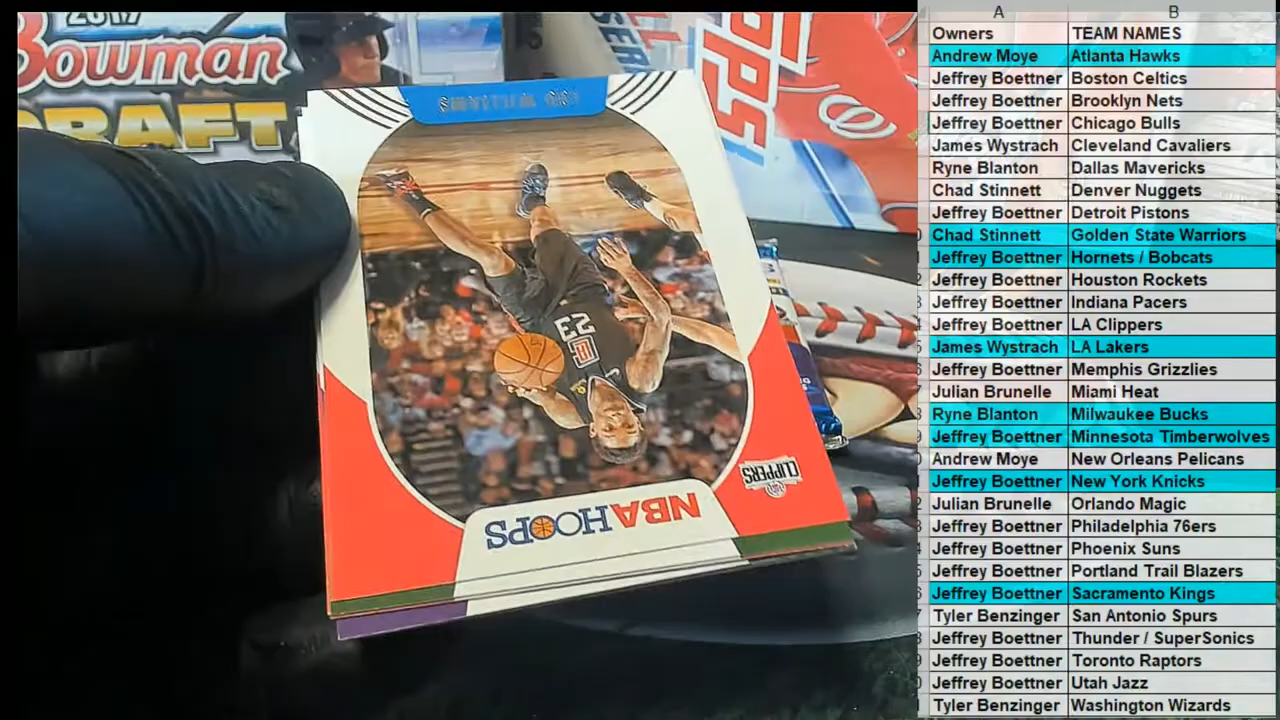 2017
Bowman
DRAFT
NBA HOOPS
CLIPPERS
23
A B
Owners TEAM NAMES
Andrew Moye Atlanta Hawks
Jeffrey Boettner Boston Celtics
Jeffrey Boettner Brooklyn Nets
Jeffrey Boettner Chicago Bulls
James Wystrach Cleveland Cavaliers
Ryne Blanton Dallas Mavericks
Chad Stinnett Denver Nuggets
Jeffrey Boettner Detroit Pistons
Chad Stinnett Golden State Warriors
Jeffrey Boettner Hornets / Bobcats
Jeffrey Boettner Houston Rockets
Jeffrey Boettner Indiana Pacers
Jeffrey Boettner LA Clippers
James Wystrach LA Lakers
Jeffrey Boettner Memphis Grizzlies
Julian Brunelle Miami Heat
Ryne Blanton Milwaukee Bucks
Jeffrey Boettner Minnesota Timberwolves
Andrew Moye New Orleans Pelicans
Jeffrey Boettner New York Knicks
Julian Brunelle Orlando Magic
Jeffrey Boettner Philadelphia 76ers
Jeffrey Boettner Phoenix Suns
Jeffrey Boettner Portland Trail Blazers
Jeffrey Boettner Sacramento Kings
Tyler Benzinger San Antonio Spurs
Jeffrey Boettner Thunder / SuperSonics
Jeffrey Boettner Toronto Raptors
Jeffrey Boettner Utah Jazz
Tyler Benzinger Washington Wizards